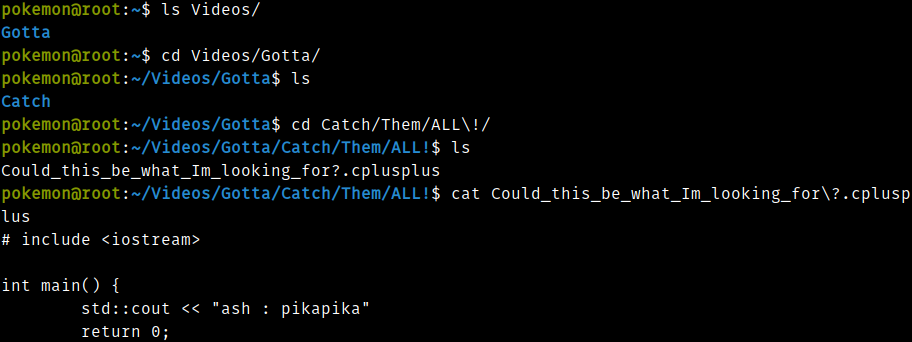 pokemon@root:~$ ls Videos/
Gotta
pokemon@root:~$ cd Videos/Gotta/
pokemon@root:~/Videos/Gotta$ ls
Catch
pokemon@root:~/Videos/Gotta$ cd Catch/Them/ALL\!/
pokemon@root:~/Videos/Gotta/Catch/Them/ALL!$ ls
Could_this_be_what_Im_looking_for?.cplusplus
pokemon@root:~/Videos/Gotta/Catch/Them/ALL!$ cat Could_this_be_what_Im_looking_for\?.cplusp
lus
# include <iostream>
int main() {
        std::cout << "ash : pikapika"
        return 0;